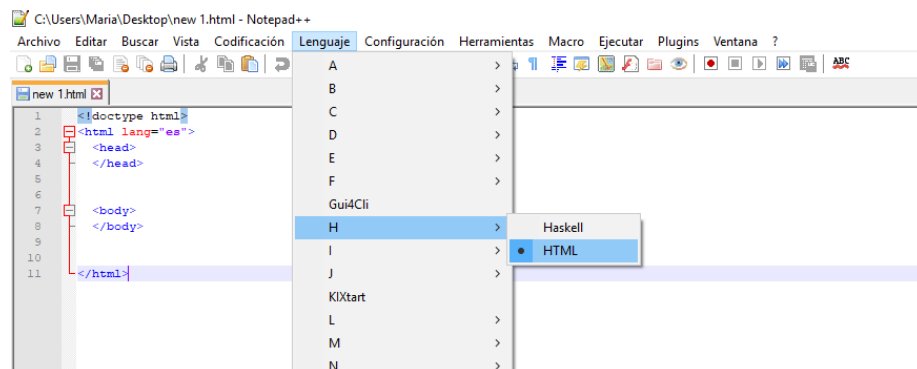 C:\Users\Maria\Desktop\new 1.html - Notepad++
Archivo Editar Buscar Vista Codificación Lenguaje Configuración Herramientas Macro Ejecutar Plugins Ventana ?
ABC
new 1.html
1 <!doctype html>
2 <html lang="es">
3 <head>
4 </head>
5
6
7 <body>
8 </body>
9
10
11 </html>
A
B
C
D
E
F
Gui4Cli
H
I
J
KIXtart
L
M
N
Haskell
HTML